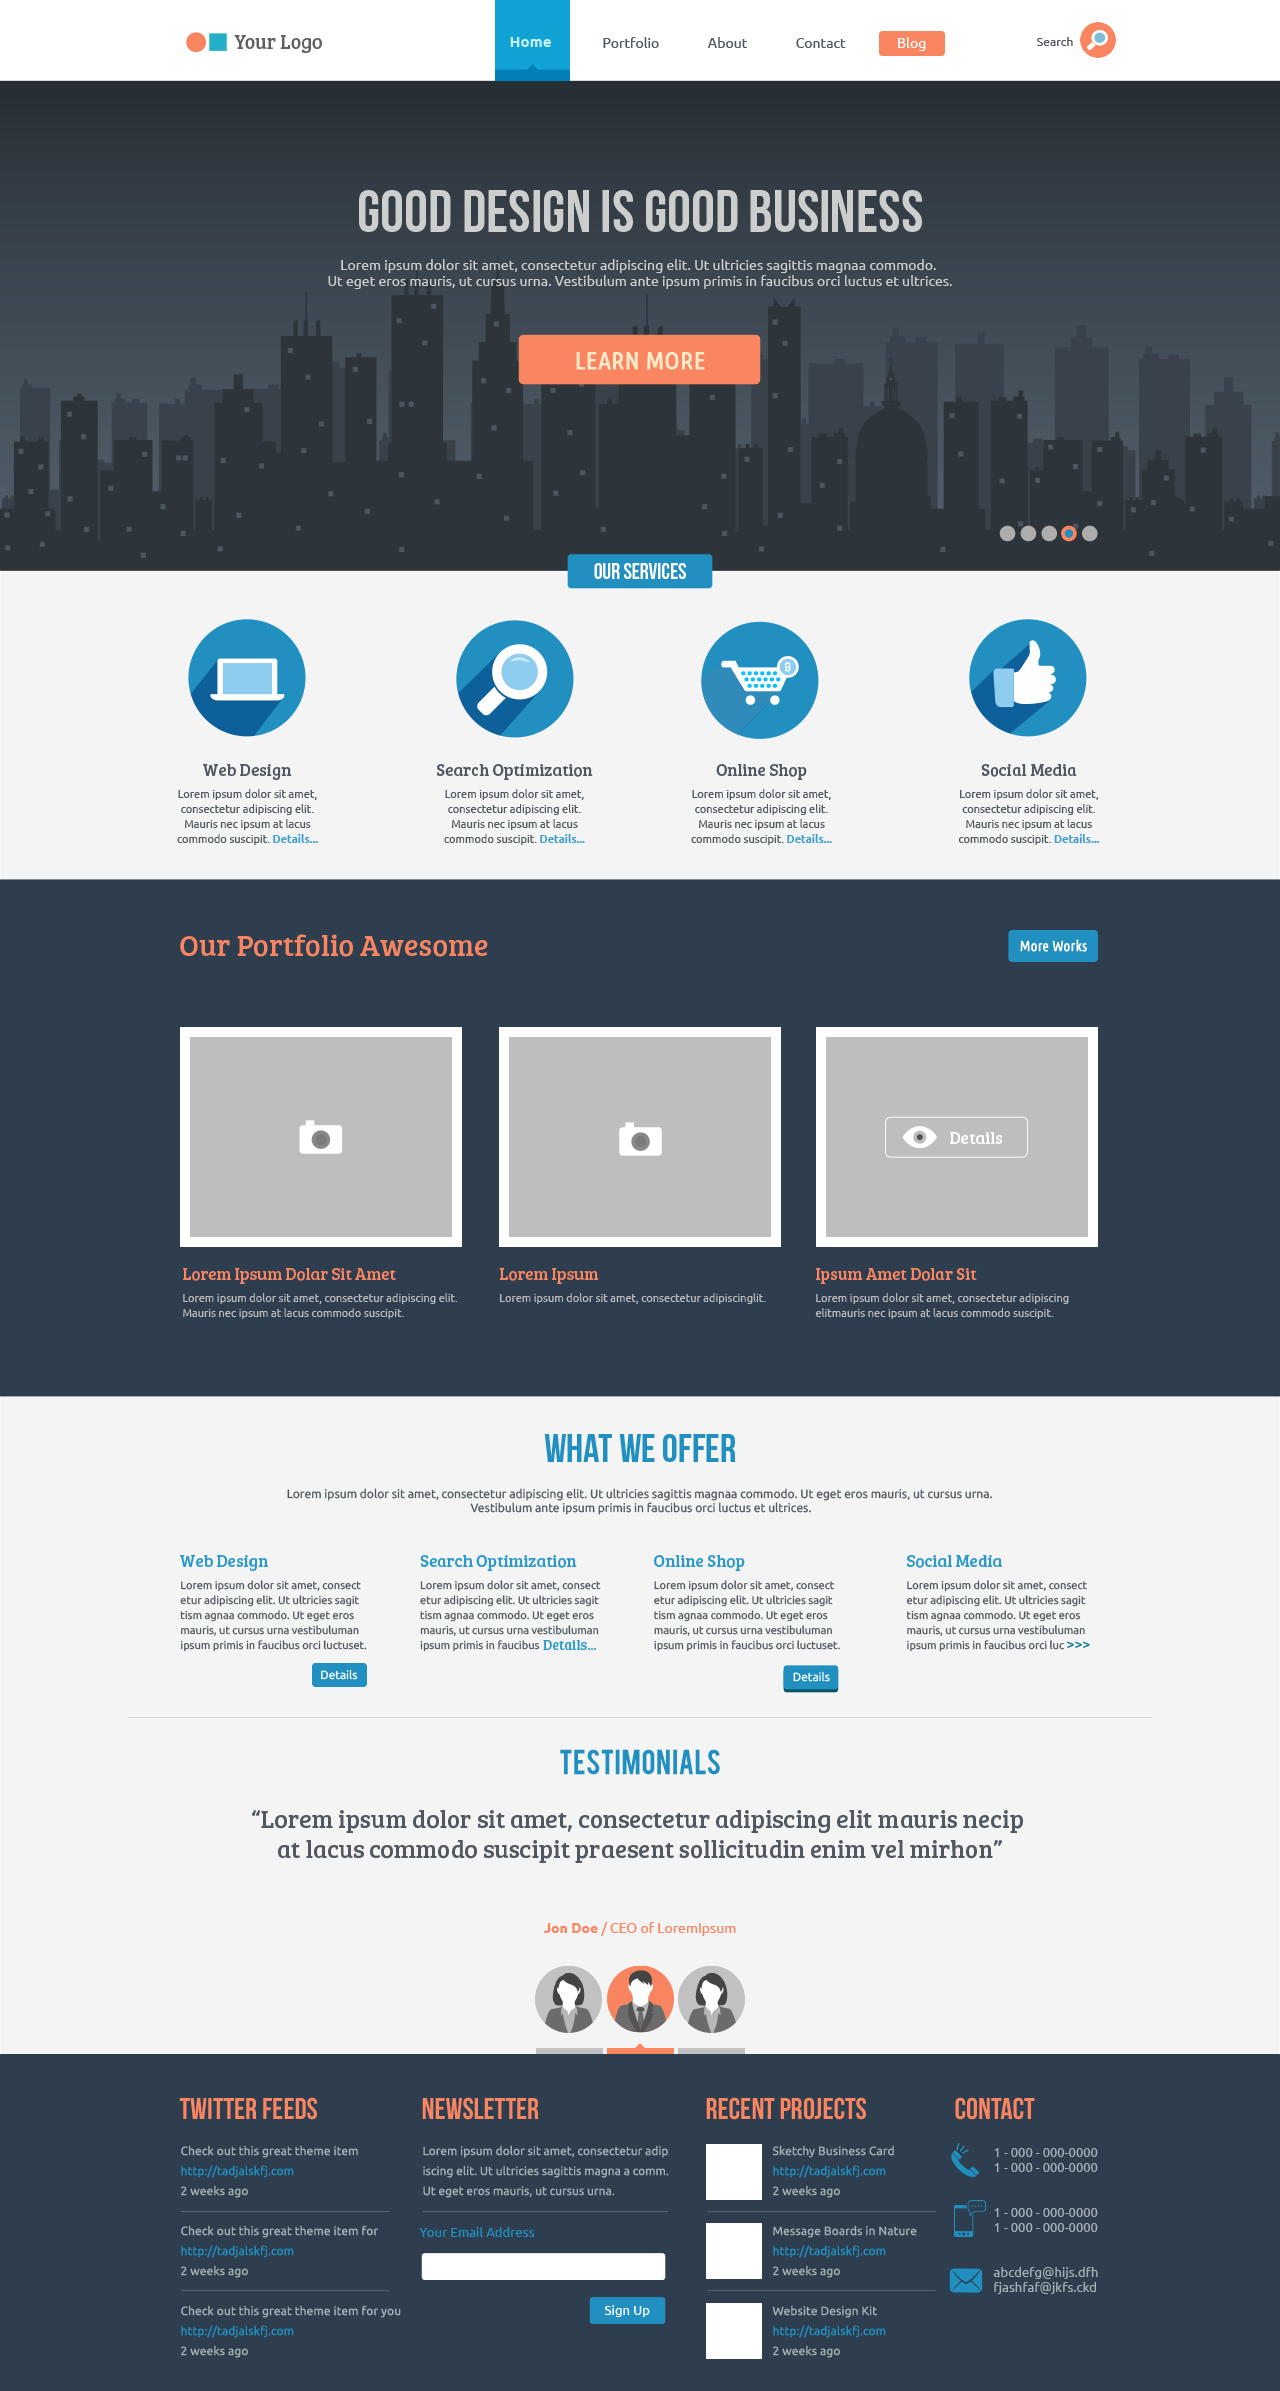 Your Logo
Home
Portfolio
About
Contact
Blog
Search
GOOD DESIGN IS GOOD BUSINESS
Lorem ipsum dolor sit amet, consectetur adipiscing elit. Ut ultricies sagittis magnaa commodo.
Ut eget eros mauris, ut cursus urna. Vestibulum ante ipsum primis in faucibus orci luctus et ultrices.
LEARN MORE
OUR SERVICES
9
Web Design
Lorem ipsum dolor sit amet,
consectetur adipiscing elit.
Mauris nec ipsum at lacus
commodo suscipit. Details...
Search Optimization
Lorem ipsum dolor sit amet,
consectetur adipiscing elit.
Mauris nec ipsum at lacus
commodo suscipit. Details...
Online Shop
Lorem ipsum dolor sit amet,
consectetur adipiscing elit.
Mauris nec ipsum at lacus
commodo suscipit. Details...
Social Media
Lorem ipsum dolor sit amet,
consectetur adipiscing elit.
Mauris nec ipsum at lacus
commodo suscipit. Details...
Our Portfolio Awesome
More Works
Details
Lorem Ipsum Dolar Sit Amet
Lorem ipsum dolor sit amet, consectetur adipiscing elit.
Mauris nec ipsum at lacus commodo suscipit.
Lorem Ipsum
Lorem ipsum dolor sit amet, consectetur adipiscinglit.
Ipsum Amet Dolar Sit
Lorem ipsum dolor sit amet, consectetur adipiscing
elitmauris nec ipsum at lacus commodo suscipit.
WHAT WE OFFER
Lorem ipsum dolor sit amet, consectetur adipiscing elit. Ut ultricies sagittis magnaa commodo. Ut eget eros mauris, ut cursus urna.
Vestibulum ante ipsum primis in faucibus orci luctus et ultrices.
Web Design
Lorem ipsum dolor sit amet, consect
etur adipiscing elit. Ut ultricies sagit
tism agnaa commodo. Ut eget eros
mauris, ut cursus urna vestibuluman
ipsum primis in faucibus orci luctuset.
Details
Search Optimization
Lorem ipsum dolor sit amet, consect
etur adipiscing elit. Ut ultricies sagit
tism agnaa commodo. Ut eget eros
mauris, ut cursus urna vestibuluman
ipsum primis in faucibus Details...
Online Shop
Lorem ipsum dolor sit amet, consect
etur adipiscing elit. Ut ultricies sagit
tism agnaa commodo. Ut eget eros
mauris, ut cursus urna vestibuluman
ipsum primis in faucibus orci luctuset.
Details
Social Media
Lorem ipsum dolor sit amet, consect
etur adipiscing elit. Ut ultricies sagit
tism agnaa commodo. Ut eget eros
mauris, ut cursus urna vestibuluman
ipsum primis in faucibus orci luc >>>
TESTIMONIALS
“Lorem ipsum dolor sit amet, consectetur adipiscing elit mauris necip
at lacus commodo suscipit praesent sollicitudin enim vel mirhon”
Jon Doe / CEO of LoremIpsum
TWITTER FEEDS
Check out this great theme item
http://tadjalskfj.com
2 weeks ago
Check out this great theme item for
http://tadjalskfj.com
2 weeks ago
Check out this great theme item for you
http://tadjalskfj.com
2 weeks ago
NEWSLETTER
Lorem ipsum dolor sit amet, consectetur adip
iscing elit. Ut ultricies sagittis magna a comm.
Ut eget eros mauris, ut cursus urna.
Your Email Address
Sign Up
RECENT PROJECTS
Sketchy Business Card
http://tadjalskfj.com
2 weeks ago
Message Boards in Nature
http://tadjalskfj.com
2 weeks ago
Website Design Kit
http://tadjalskfj.com
2 weeks ago
CONTACT
1 - 000 - 000-0000
1 - 000 - 000-0000
1 - 000 - 000-0000
1 - 000 - 000-0000
abcdefg@hijs.dfh
fjashfaf@jkfs.ckd